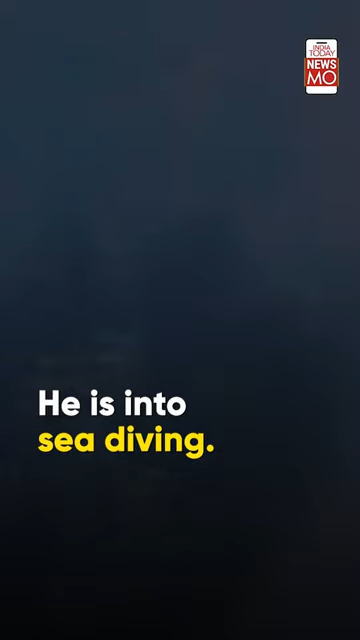 INDIA
TODAY
NEWS
MO
He is into
sea diving.